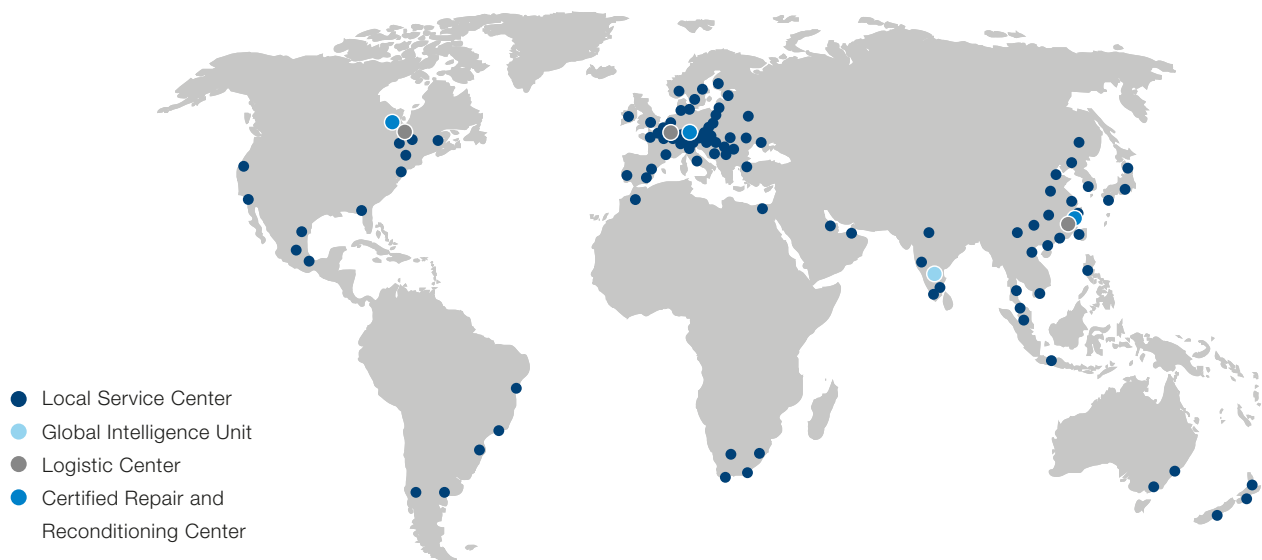 Local Service Center
Global Intelligence Unit
Logistic Center
Certified Repair and
Reconditioning Center